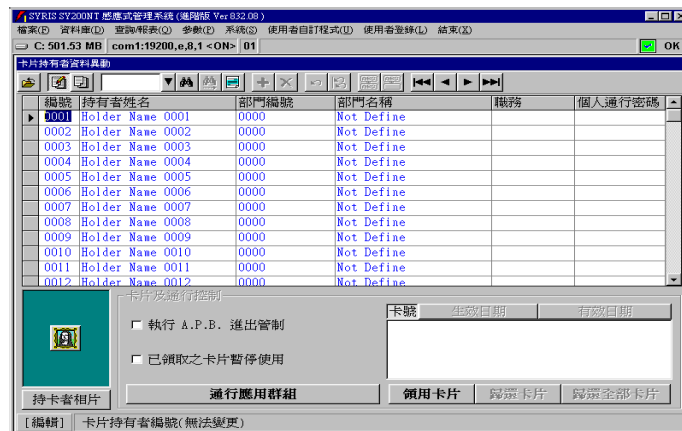 SYRIS SY200NT 感應式管理系統 (進階版 Ver 832.08 )
檔案(F) 資料庫(D) 查詢/報表(Q) 參數(P) 系統(S) 使用者自訂程式(U) 使用者登錄(L) 結束(X)
C: 501.53 MB com1:19200,e,8,1 <ON> 01 OK
卡片持有者資料異動
編號 持有者姓名 部門編號 部門名稱 職務 個人通行密碼
0001 Holder Name 0001 0000 Not Define
0002 Holder Name 0002 0000 Not Define
0003 Holder Name 0003 0000 Not Define
0004 Holder Name 0004 0000 Not Define
0005 Holder Name 0005 0000 Not Define
0006 Holder Name 0006 0000 Not Define
0007 Holder Name 0007 0000 Not Define
0008 Holder Name 0008 0000 Not Define
0009 Holder Name 0009 0000 Not Define
0010 Holder Name 0010 0000 Not Define
0011 Holder Name 0011 0000 Not Define
0012 Holder Name 0012 0000 Not Define
卡片及通行控制
卡號 生效日期 有效日期
執行 A.P.B. 進出管制
已領取之卡片暫停使用
持卡者相片 通行應用群組 領用卡片 歸還卡片 歸還全部卡片
[編輯] 卡片持有者編號(無法變更)